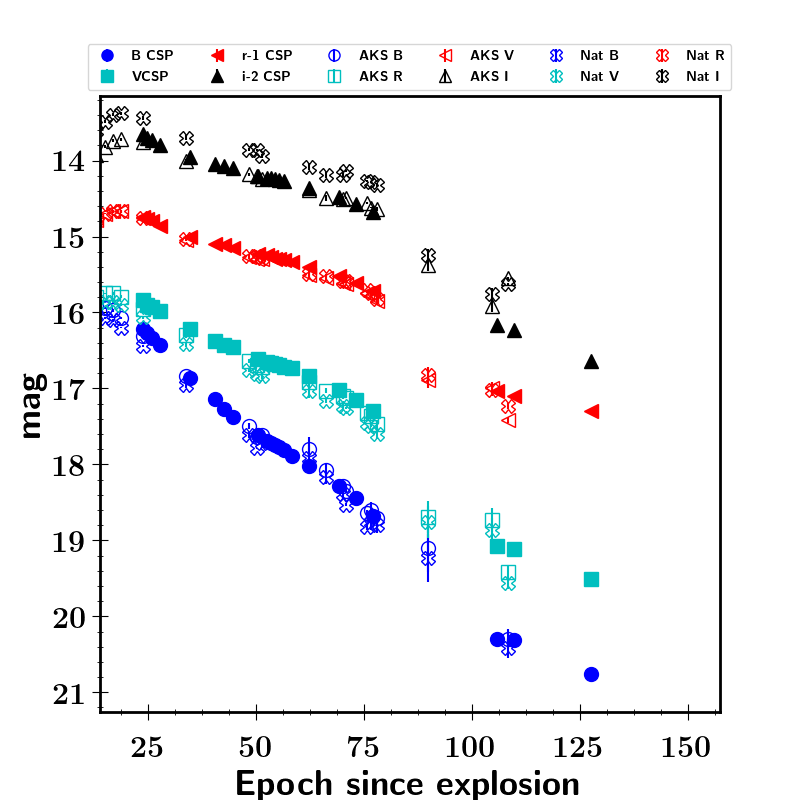 B CSP r-1 CSP AKS B AKS V Nat B Nat R
VCSP i-2 CSP AKS R AKS I Nat V Nat I
14
15
16
17
18
19
20
21
mag
25 50 75 100 125 150
Epoch since explosion